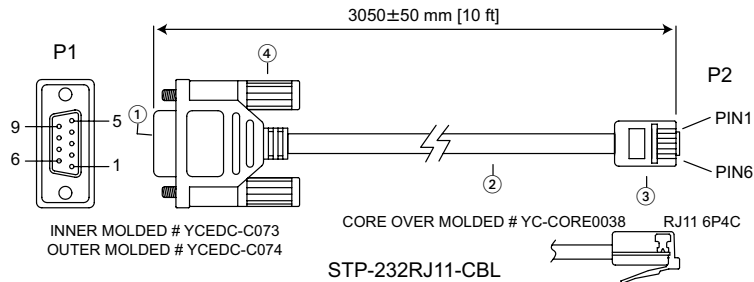 3050±50 mm [10 ft]
P1
④
P2
①
5
9
PIN1
6
1
PIN6
②
③
INNER MOLDED # YCEDC-C073
OUTER MOLDED # YCEDC-C074
CORE OVER MOLDED # YC-CORE0038
RJ11 6P4C
STP-232RJ11-CBL